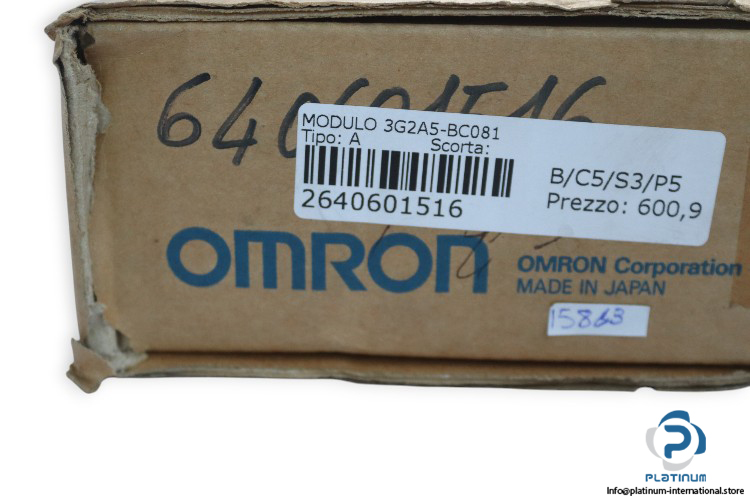 640601516
MODULO 3G2A5-BC081
Tipo: A Scorta:
B/C5/S3/P5
2640601516
Prezzo: 600,9
OMRON
OMRON Corporation
MADE IN JAPAN
15863
PLATINUM
Info@platinum-international.store